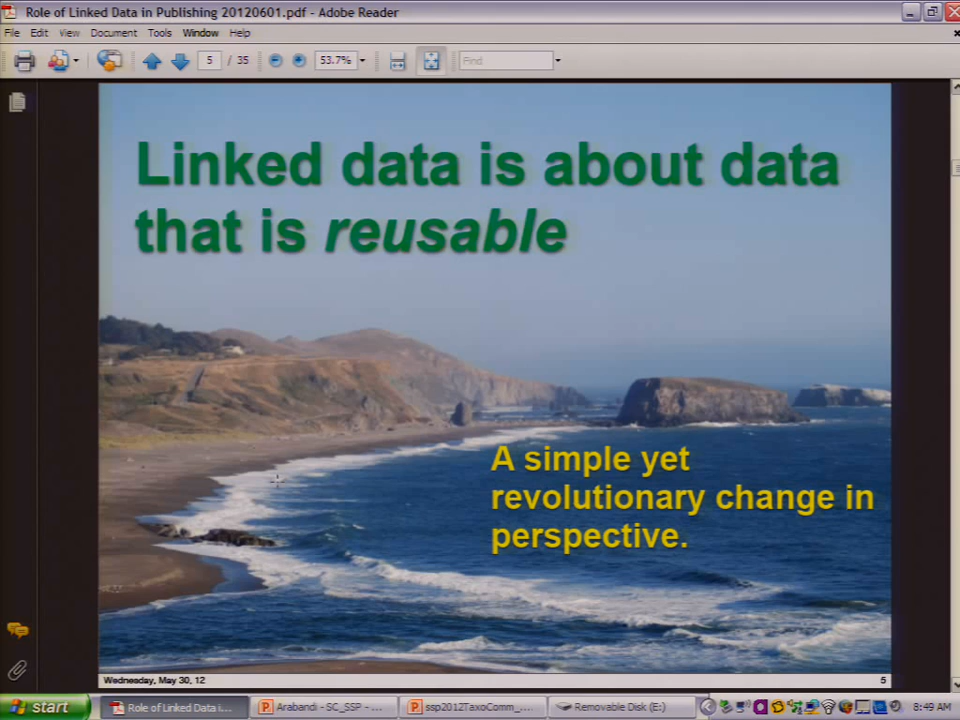 Role of Linked Data in Publishing 20120601.pdf - Adobe Reader
File Edit View Document Tools Window Help
5 / 35 53.7% Find
Linked data is about data
that is reusable
A simple yet
revolutionary change in
perspective.
Wednesday, May 30, 12 5
start Role of Linked Data i... Arabandi - SC_SSP - ... ssp2012TaxoComm_... Removable Disk (E:) 8:49 AM